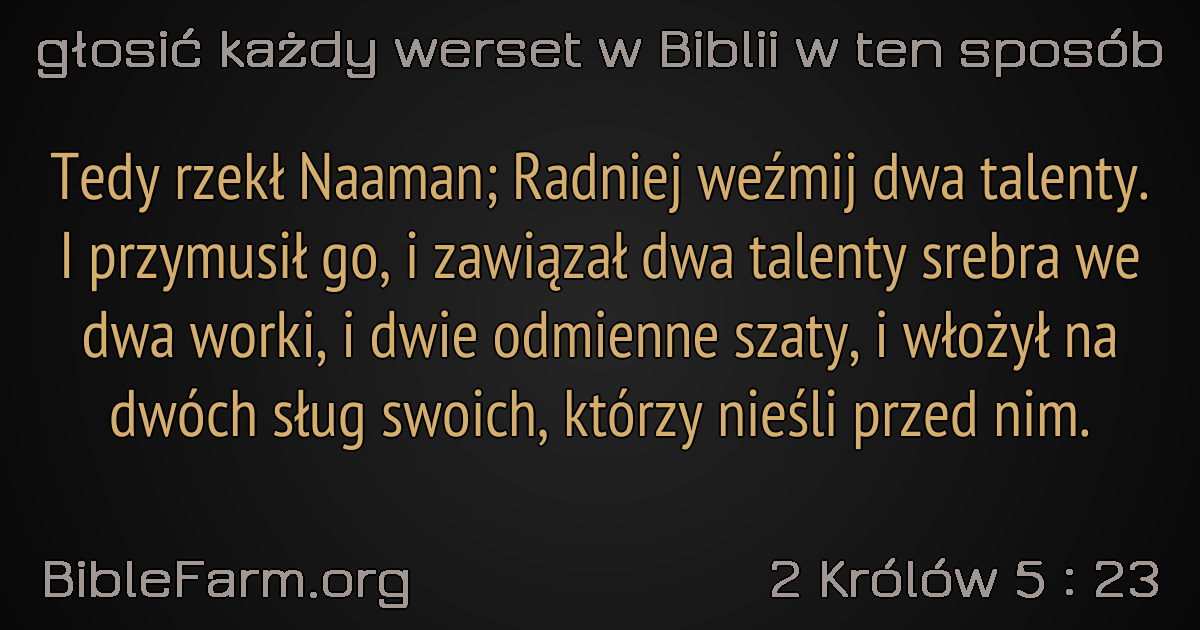 głosić każdy werset w Biblii w ten sposób
Tedy rzekł Naaman; Radniej weźmij dwa talenty.
I przymusił go, i zawiązał dwa talenty srebra we
dwa worki, i dwie odmienne szaty, i włożył na
dwóch sług swoich, którzy nieśli przed nim.
BibleFarm.org
2 Królów 5 : 23